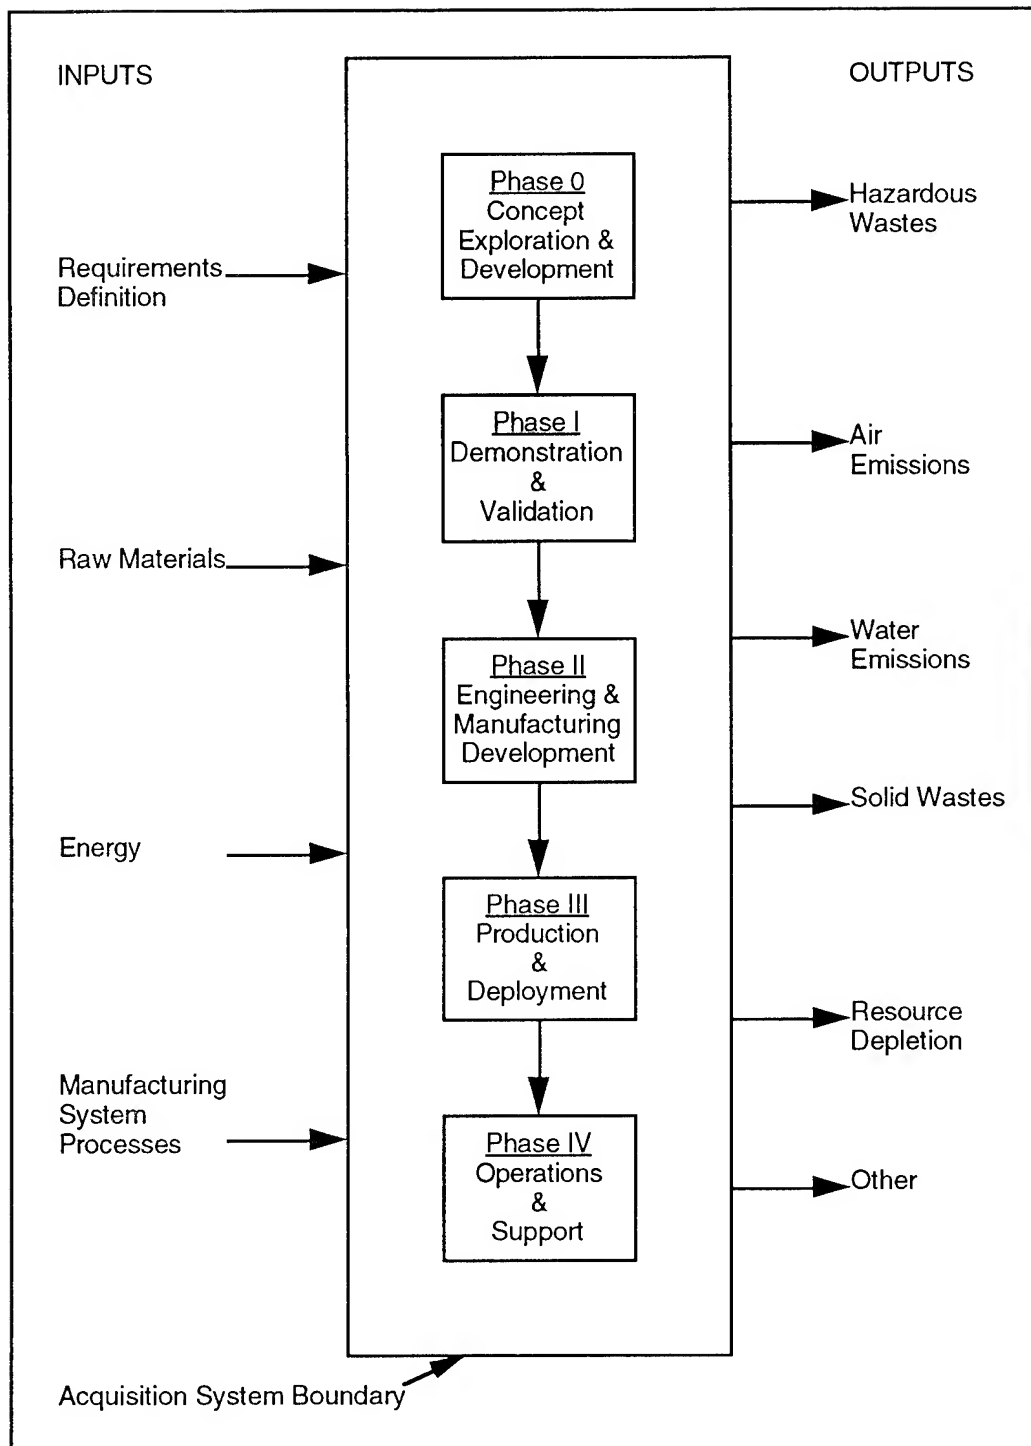 INPUTS
OUTPUTS
Phase 0
Concept
Exploration &
Development
Hazardous
Wastes
Requirements
Definition
Phase I
Demonstration
&
Validation
Air
Emissions
Raw Materials
Phase II
Engineering &
Manufacturing
Development
Water
Emissions
Solid Wastes
Energy
Phase III
Production
&
Deployment
Resource
Depletion
Manufacturing
System
Processes
Phase IV
Operations
&
Support
Other
Acquisition System Boundary